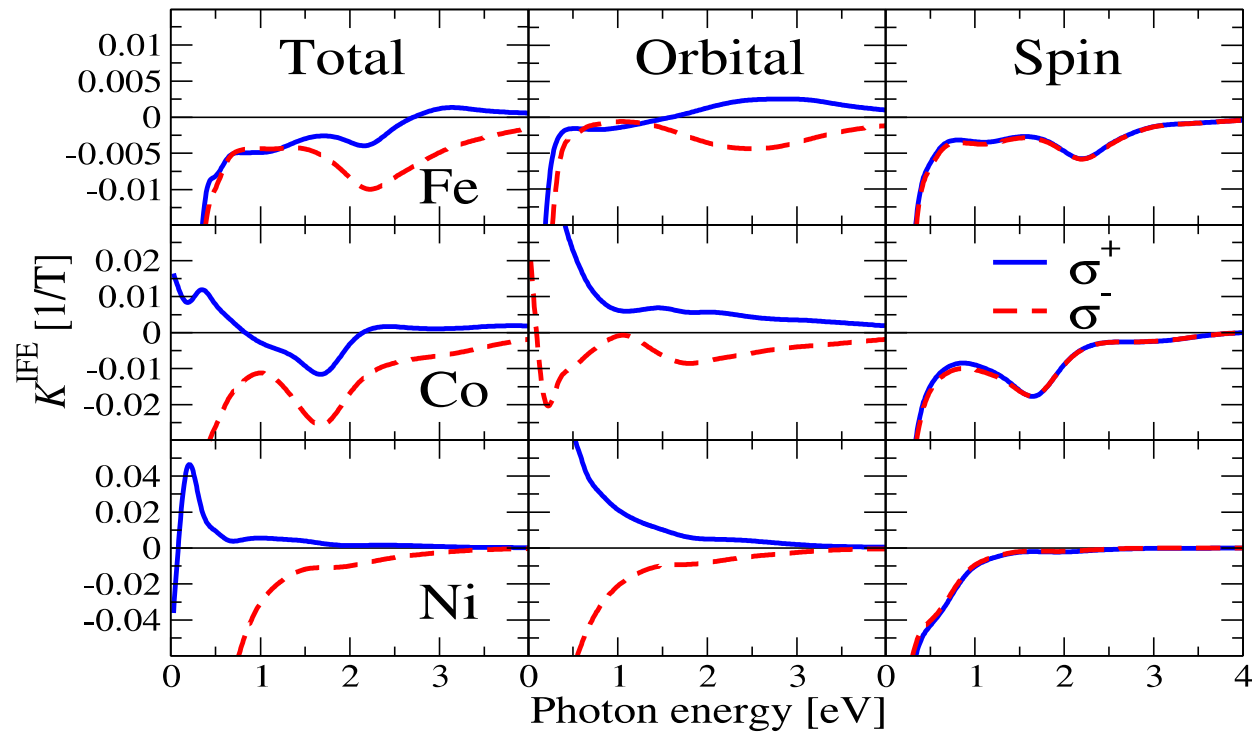 Total
Orbital
Spin
0.01
0.005
0
-0.005
-0.01
Fe
K^IFE [1/T]
0.02
0.01
0
-0.01
-0.02
Co
σ+
σ-
0.04
0.02
0
-0.02
-0.04
Ni
0 1 2 3 0 1 2 3 0 1 2 3 4
Photon energy [eV]